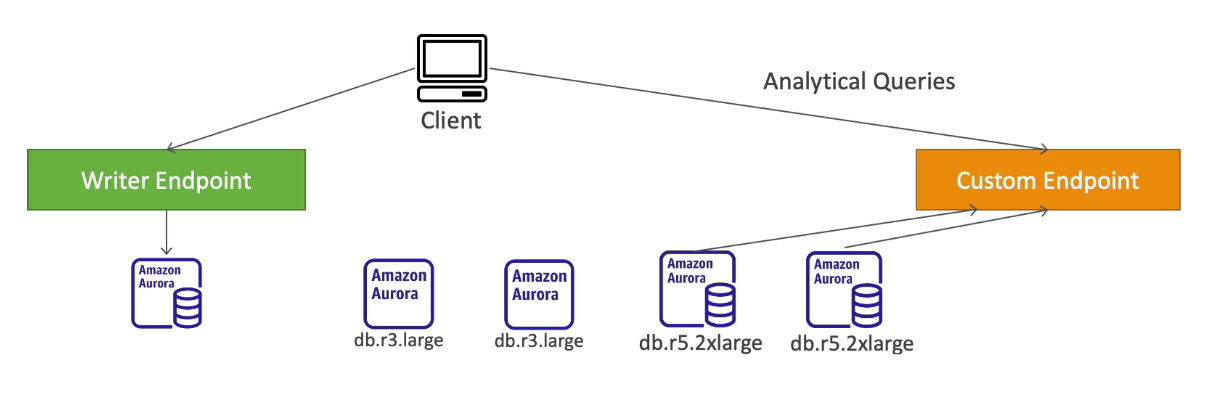 Client
Analytical Queries
Writer Endpoint
Custom Endpoint
Amazon
Aurora
Amazon
Aurora
db.r3.large
Amazon
Aurora
db.r3.large
Amazon
Aurora
db.r5.2xlarge
Amazon
Aurora
db.r5.2xlarge